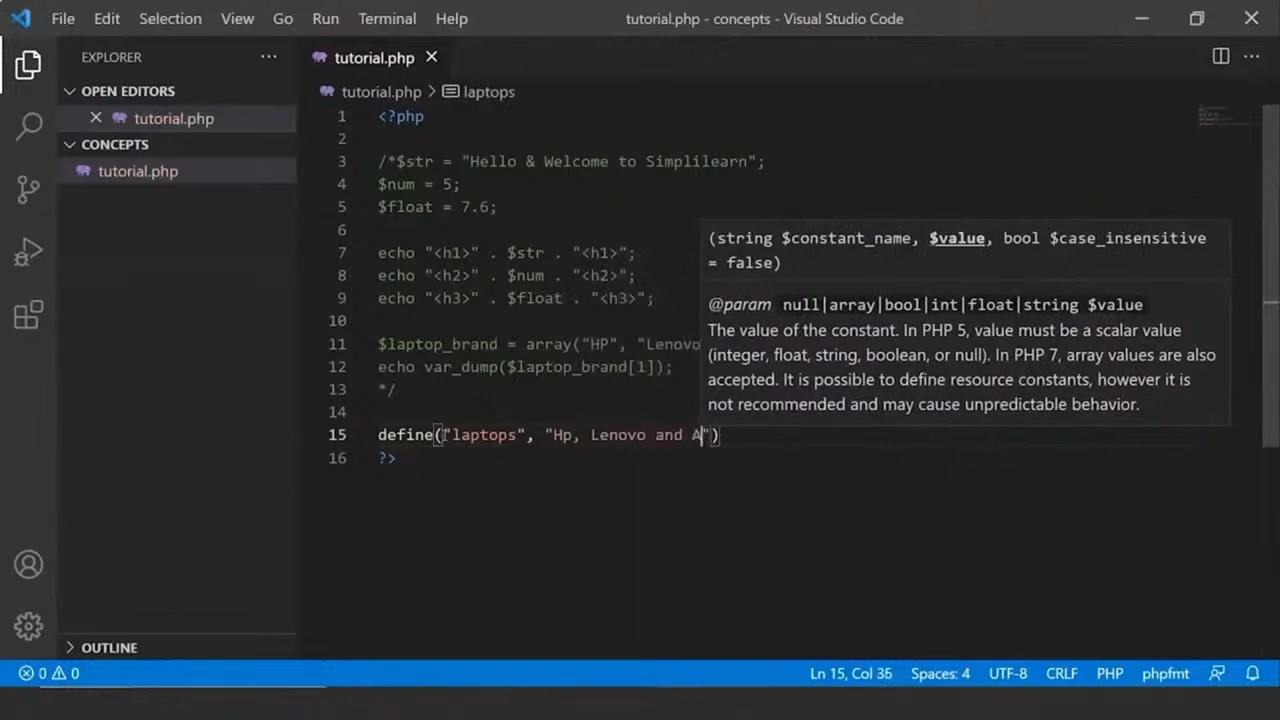 File Edit Selection View Go Run Terminal Help tutorial.php - concepts - Visual Studio Code
EXPLORER
OPEN EDITORS
tutorial.php
CONCEPTS
tutorial.php
OUTLINE
tutorial.php
tutorial.php > laptops
1 <?php
2
3 /*$str = "Hello & Welcome to Simplilearn";
4 $num = 5;
5 $float = 7.6;
6
7 echo "<h1>" . $str . "<h1>";
8 echo "<h2>" . $num . "<h2>";
9 echo "<h3>" . $float . "<h3>";
10
11 $laptop_brand = array("HP", "Lenovo
12 echo var_dump($laptop_brand[1]);
13 */
14
15 define("laptops", "Hp, Lenovo and A")
16 ?>
(string $constant_name, $value, bool $case_insensitive
= false)
@param null|array|bool|int|float|string $value
The value of the constant. In PHP 5, value must be a scalar value
(integer, float, string, boolean, or null). In PHP 7, array values are also
accepted. It is possible to define resource constants, however it is
not recommended and may cause unpredictable behavior.
0 0 Ln 15, Col 35 Spaces: 4 UTF-8 CRLF PHP phpfmt